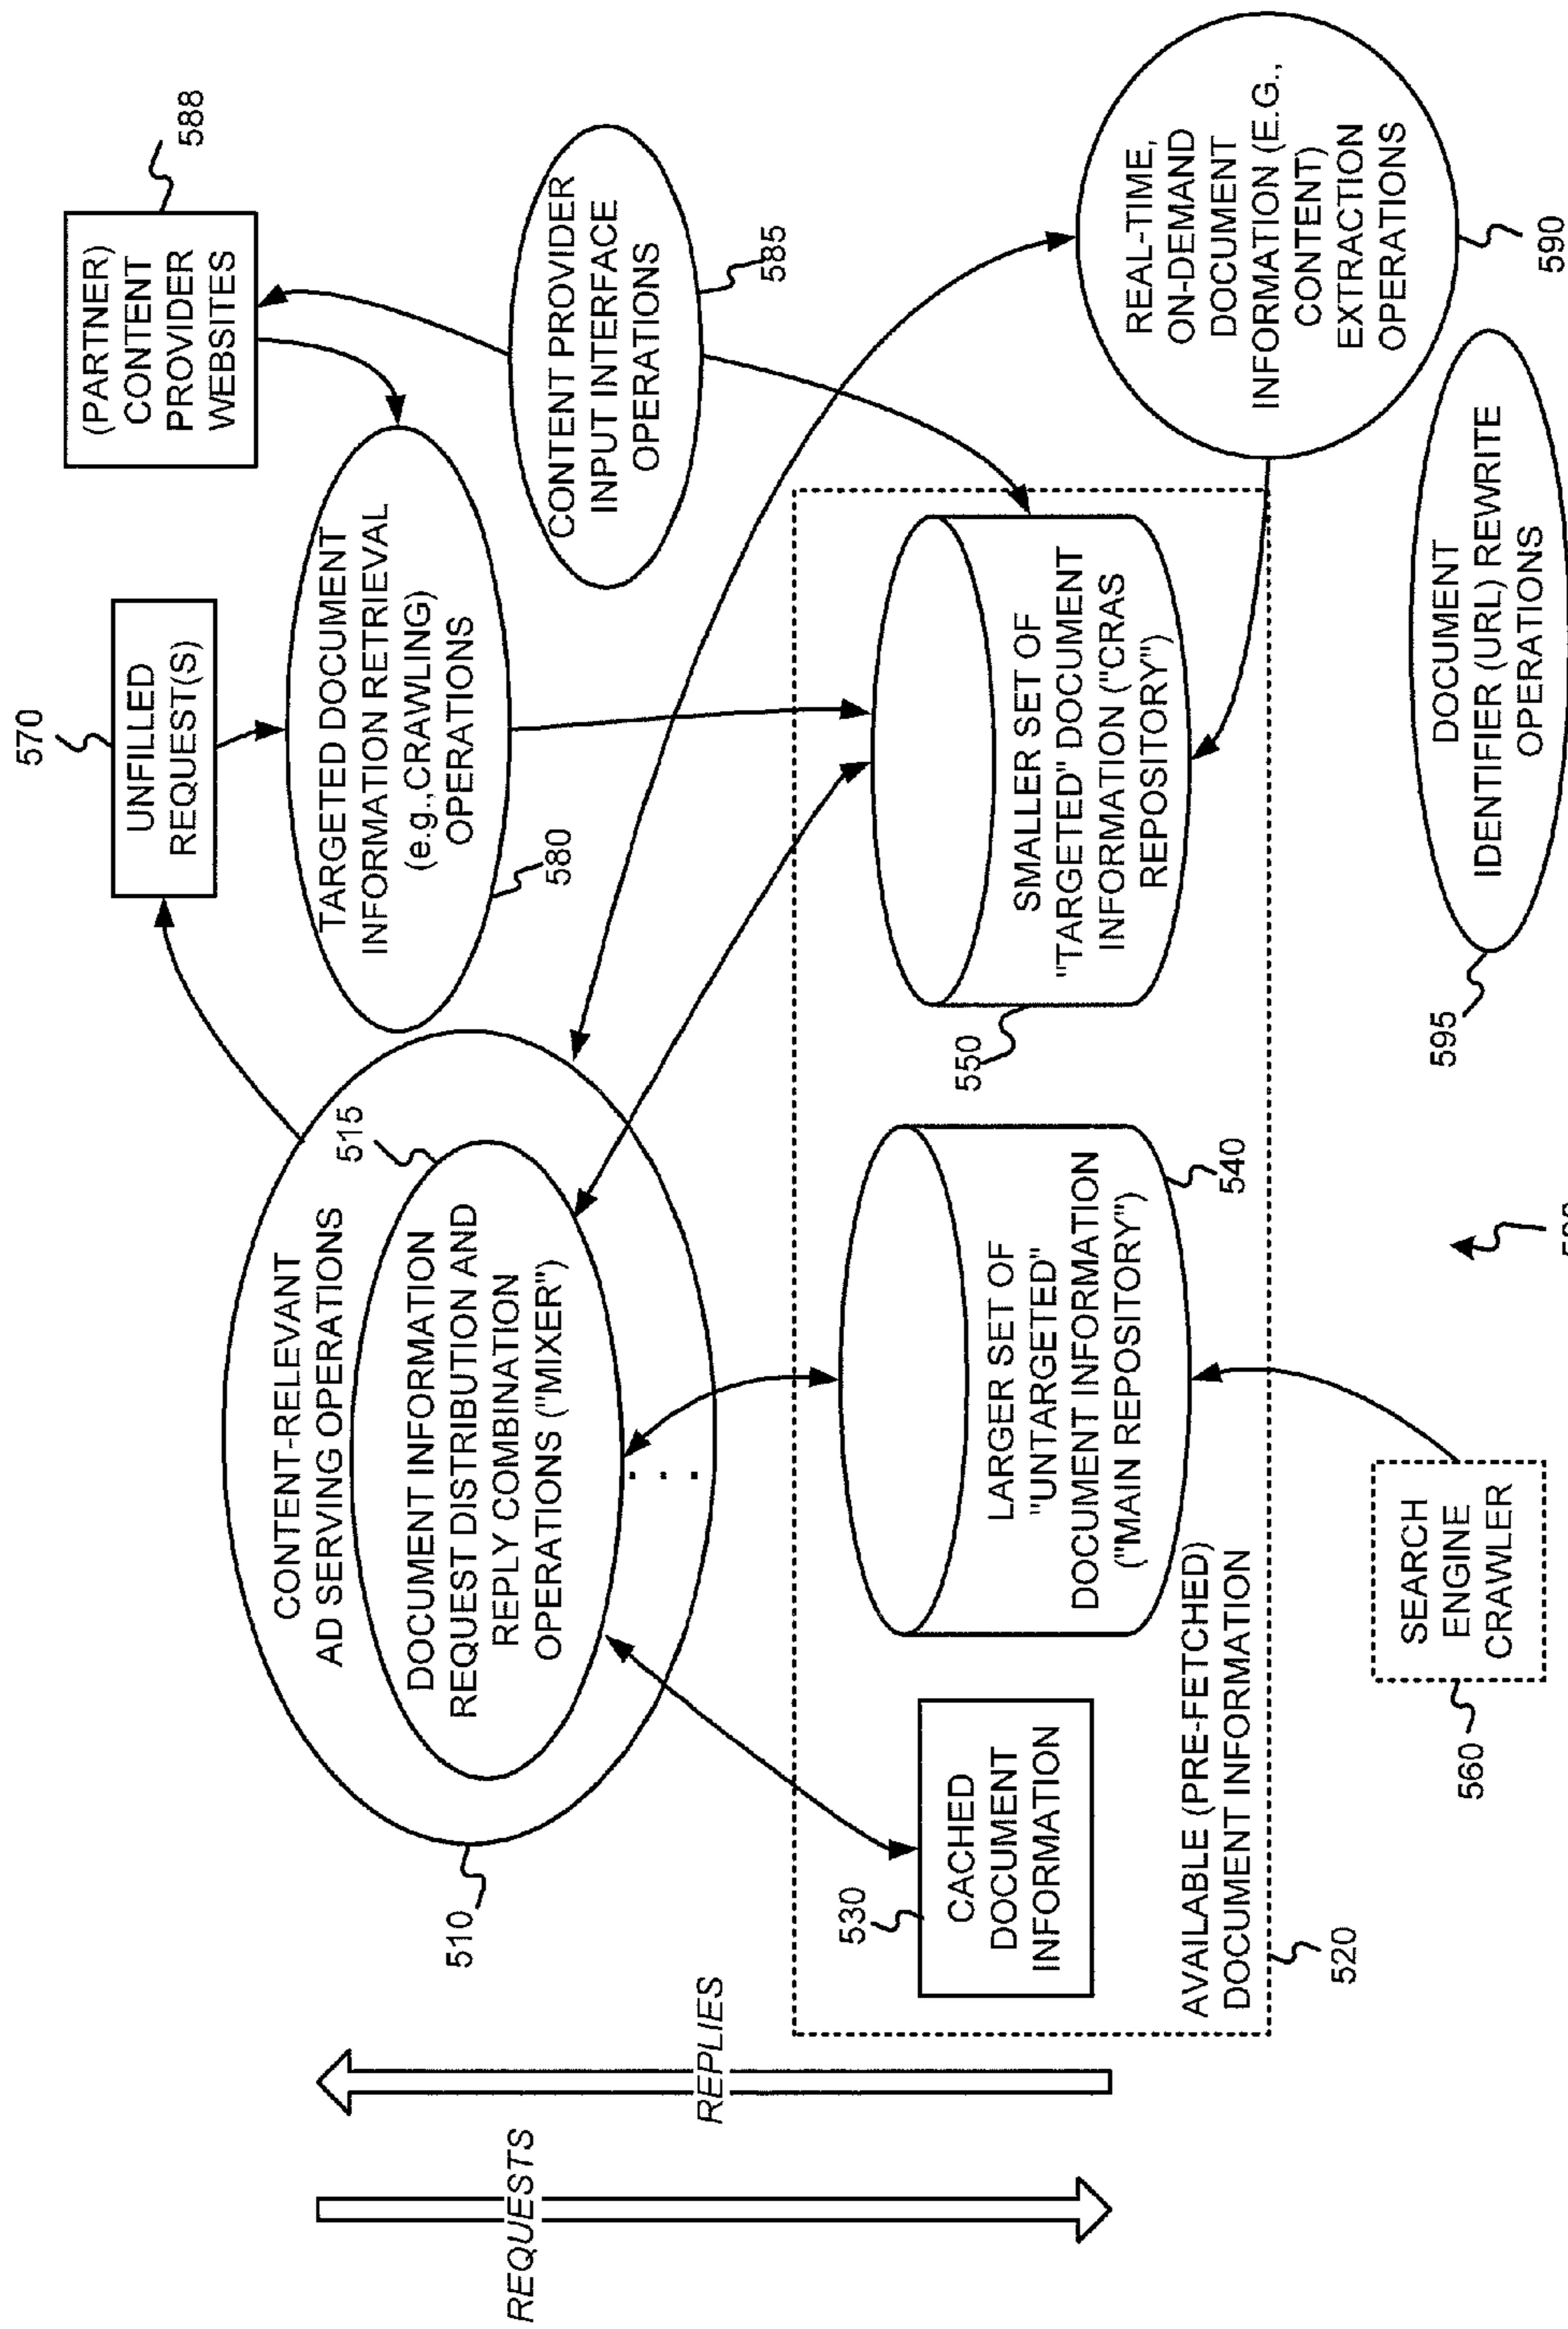 570
UNFILLED
REQUEST(S)
(PARTNER)
CONTENT
PROVIDER
WEBSITES
588
CONTENT-RELEVANT
AD SERVING OPERATIONS
515
DOCUMENT INFORMATION
REQUEST DISTRIBUTION AND
REPLY COMBINATION
OPERATIONS ("MIXER")
. . .
510
TARGETED DOCUMENT
INFORMATION RETRIEVAL
(e.g.,CRAWLING)
OPERATIONS
580
CONTENT PROVIDER
INPUT INTERFACE
OPERATIONS
585
REQUESTS
REPLIES
530
CACHED
DOCUMENT
INFORMATION
LARGER SET OF
"UNTARGETED"
DOCUMENT INFORMATION
("MAIN REPOSITORY")
540
550
SMALLER SET OF
"TARGETED" DOCUMENT
INFORMATION ("CRAS
REPOSITORY")
AVAILABLE (PRE-FETCHED)
DOCUMENT INFORMATION
520
REAL-TIME,
ON-DEMAND
DOCUMENT
INFORMATION (E.G.,
CONTENT)
EXTRACTION
OPERATIONS
590
SEARCH
ENGINE
CRAWLER
560
595
DOCUMENT
IDENTIFIER (URL) REWRITE
OPERATIONS